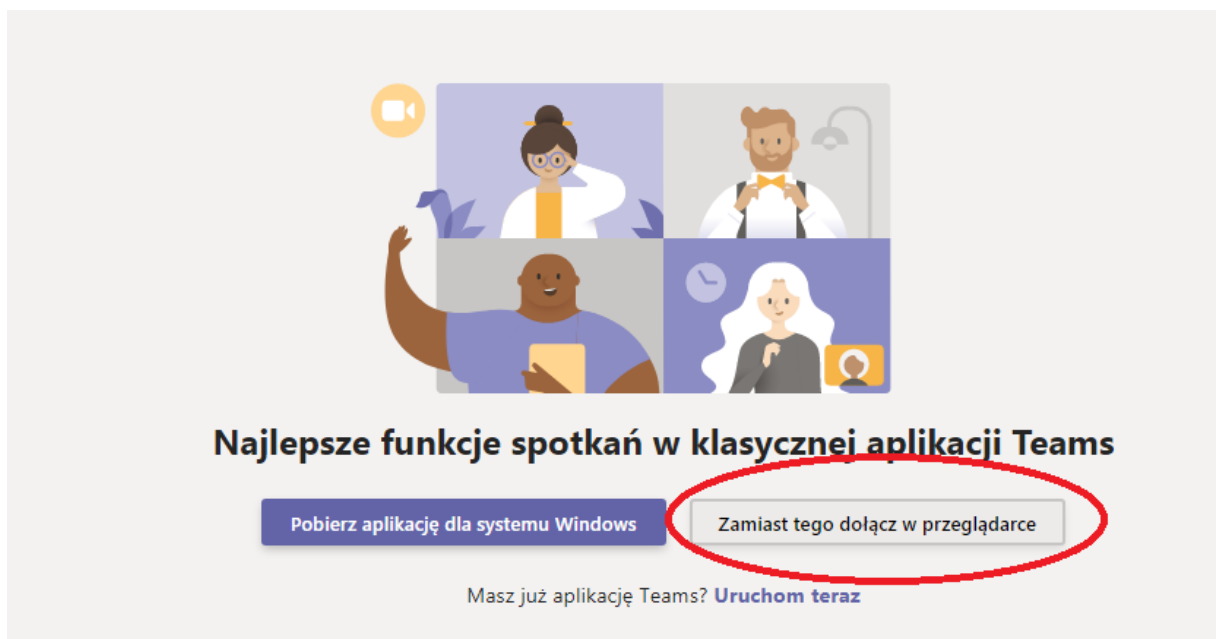 Najlepsze funkcje spotkań w klasycznej aplikacji Teams
Pobierz aplikację dla systemu Windows
Zamiast tego dołącz w przeglądarce
Masz już aplikację Teams? Uruchom teraz